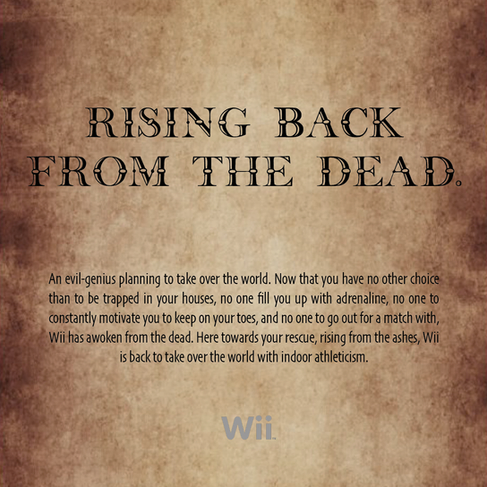 RISING BACK
FROM THE DEAD.
An evil-genius planning to take over the world. Now that you have no other choice
than to be trapped in your houses, no one fill you up with adrenaline, no one to
constantly motivate you to keep on your toes, and no one to go out for a match with,
Wii has awoken from the dead. Here towards your rescue, rising from the ashes, Wii
is back to take over the world with indoor athleticism.
Wii